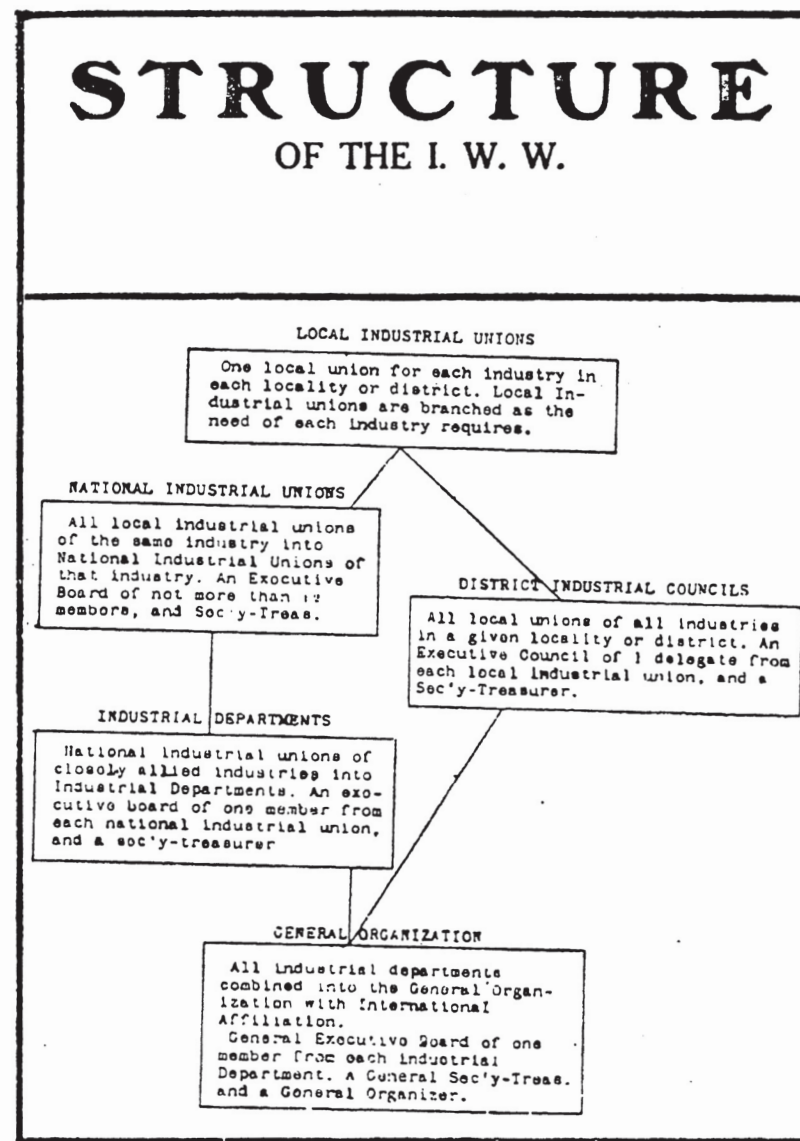 STRUCTURE
OF THE I. W. W.
LOCAL INDUSTRIAL UNIONS
One local union for each industry in
each locality or district. Local In-
dustrial unions are branched as the
need of each industry requires.
NATIONAL INDUSTRIAL UNIONS
All local industrial unions
of the same industry into
National Industrial Unions of
that industry. An Executive
Board of not more than
members, and Sec'y-Treas.
DISTRICT INDUSTRIAL COUNCILS
All local unions of all industries
in a given locality or district. An
Executive Council of 1 delegate from
each local industrial union, and a
Sec'y-Treasurer.
INDUSTRIAL DEPARTMENTS
National industrial unions of
closely allied industries into
Industrial Departments. An exe-
cutive board of one member from
each national industrial union,
and a sec'y-treasurer
GENERAL ORGANIZATION
All industrial departments
combined into the General Organ-
ization with International
Affiliation.
General Executive Board of one
member from each industrial
Department. A General Sec'y-Treas.
and a General Organizer.